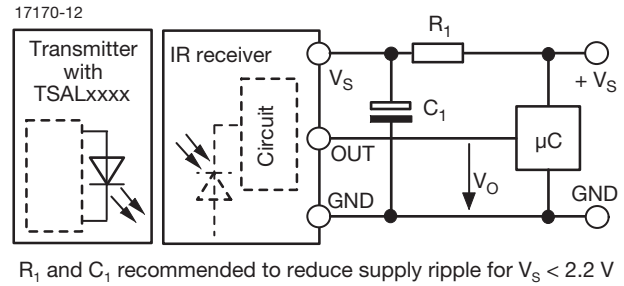 17170-12
Transmitter
with
TSALxxxx
IR receiver
Circuit
VS
OUT
GND
R1
C1
VO
µC
+ VS
GND
R1 and C1 recommended to reduce supply ripple for VS < 2.2 V